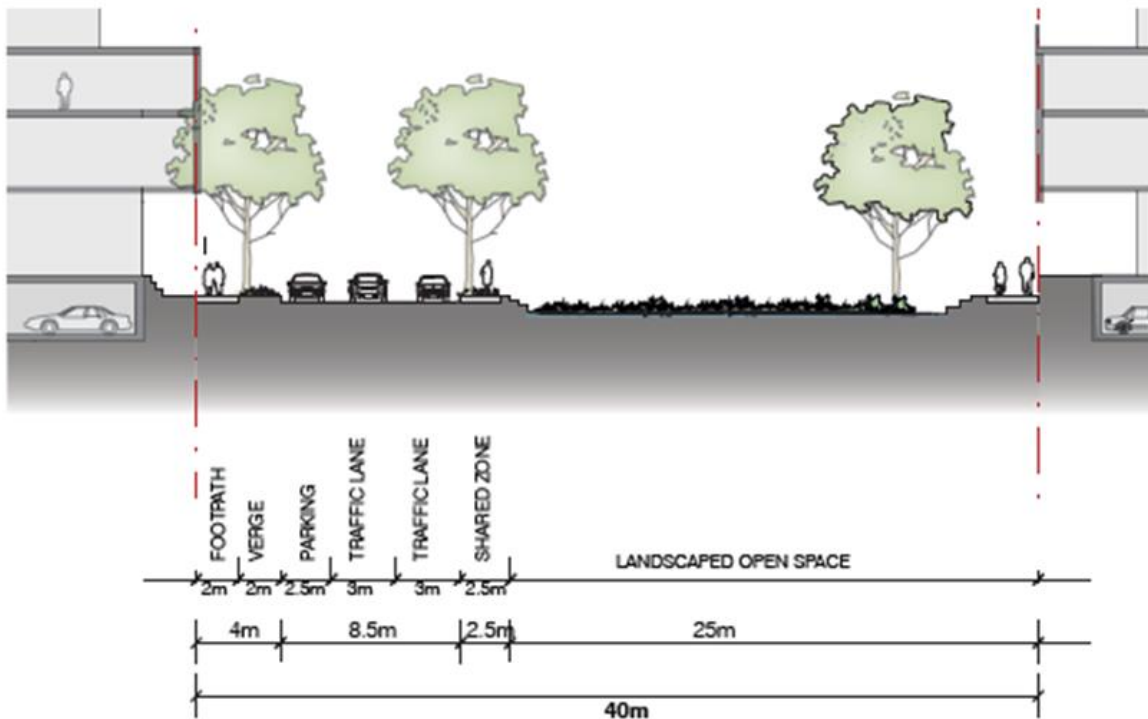 FOOTPATH
VERGE
PARKING
TRAFFIC LANE
TRAFFIC LANE
SHARED ZONE
LANDSCAPED OPEN SPACE
2m 2m 2.5m 3m 3m 2.5m
4m 8.5m 2.5m 25m
40m